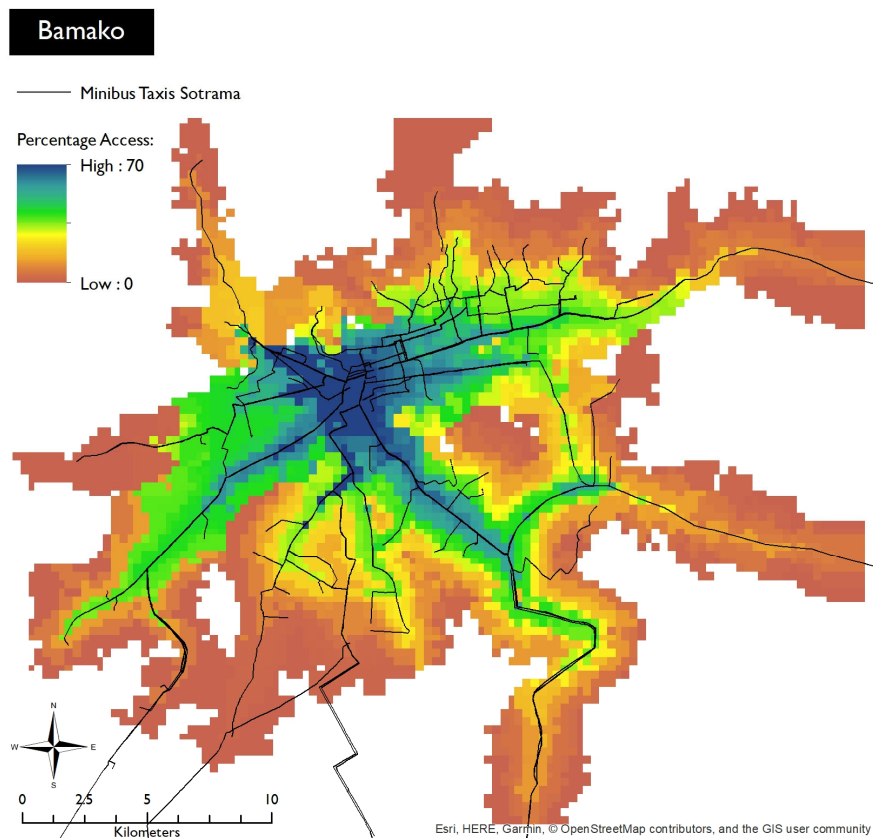 Bamako
Minibus Taxis Sotrama
Percentage Access:
High : 70
Low : 0
N
W E
S
0 2.5 5 10
Kilometers
Esri, HERE, Garmin, © OpenStreetMap contributors, and the GIS user community